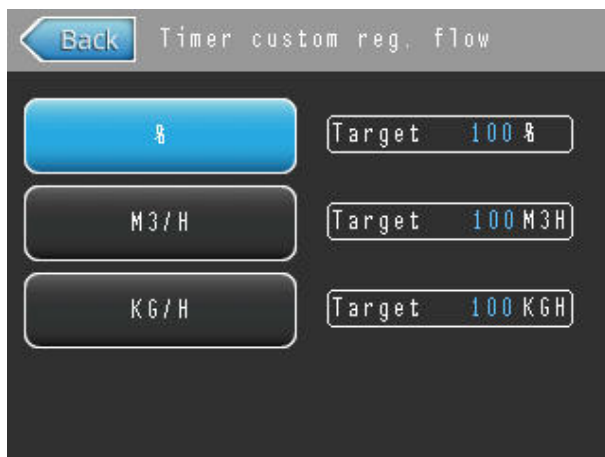 Back Timer custom reg. flow
% Target 100 %
M3/H Target 100 M3H
KG/H Target 100 KGH